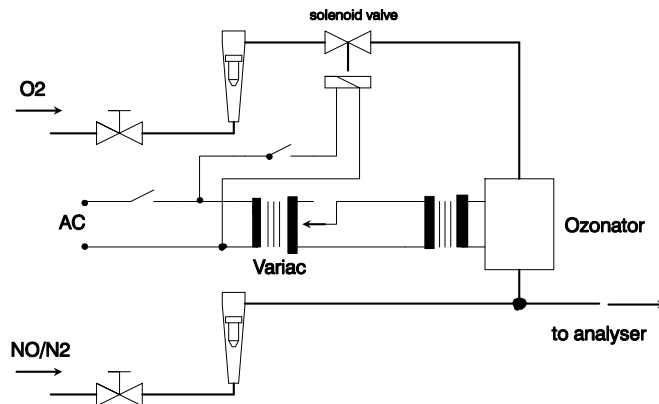 solenoid valve
O2
AC
Variac
Ozonator
to analyser
NO/N2